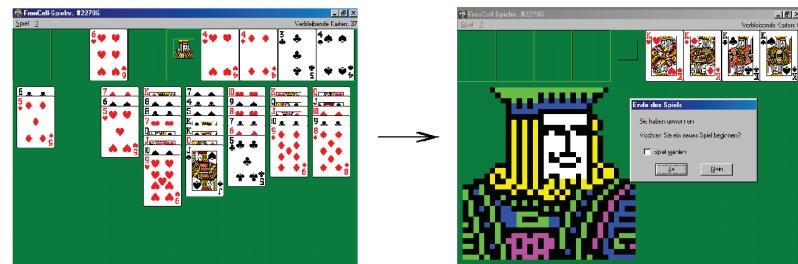 FreeCell-Spielnr. #22786
Spiel ?
Verbleibende Karten: 37
FreeCell-Spielnr. #22786
Spiel ?
Verbleibende Karten:
Ende des Spiels
Sie haben gewonnen
Möchten Sie ein neues Spiel beginnen?
Spiel
Ja Nein